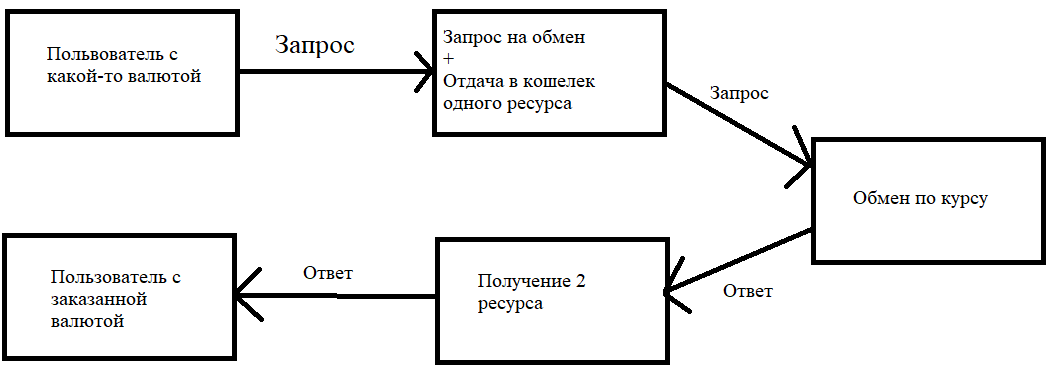 Польвователь с
какой-то валютой
Запрос
Запрос на обмен
+
Отдача в кошелек
одного ресурса
Запрос
Обмен по курсу
Ответ
Получение 2
ресурса
Ответ
Пользователь с
заказанной
валютой